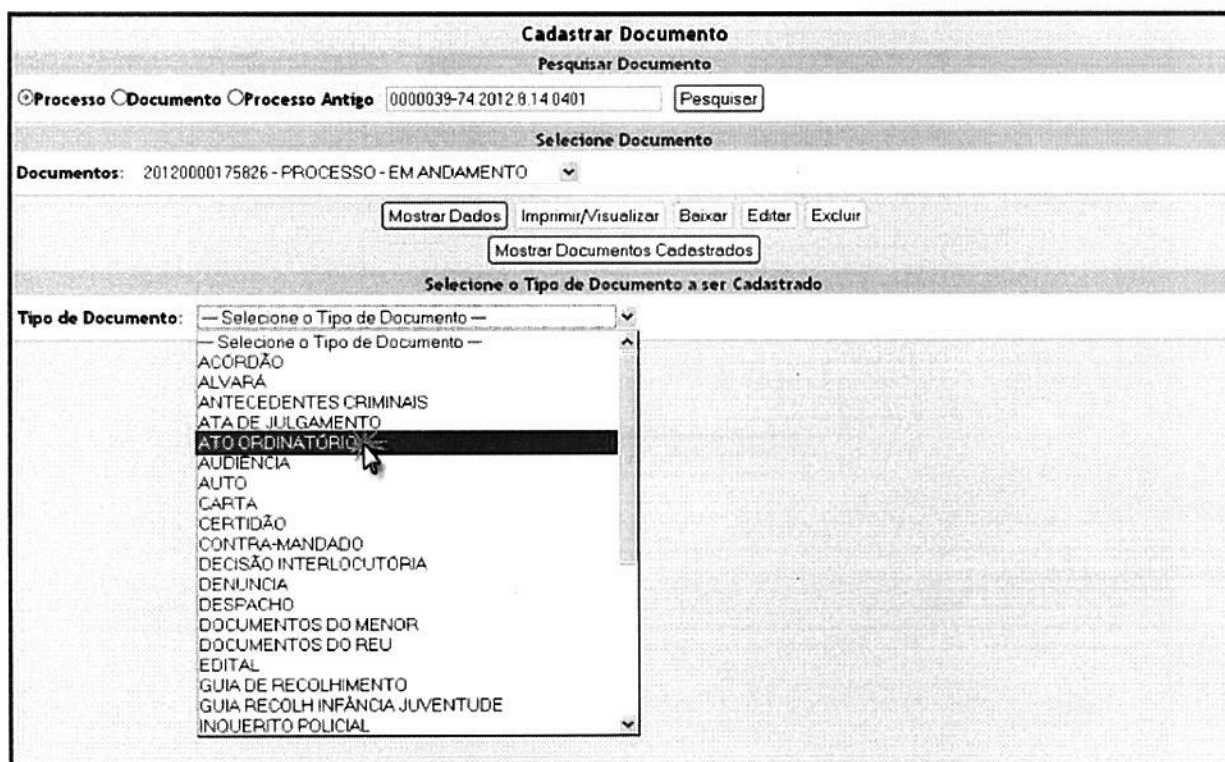 Cadastrar Documento
Pesquisar Documento
Processo Documento Processo Antigo 0000039-74.2012.8.14.0401 Pesquisar
Selecione Documento
Documentos: 20120000175826 - PROCESSO - EM ANDAMENTO
Mostrar Dados Imprimir/Visualizar Baixar Editar Excluir
Mostrar Documentos Cadastrados
Selecione o Tipo de Documento a ser Cadastrado
Tipo de Documento: — Selecione o Tipo de Documento —
— Selecione o Tipo de Documento —
ACORDÃO
ALVARÁ
ANTECEDENTES CRIMINAIS
ATA DE JULGAMENTO
ATO ORDINATÓRIO
AUDIÊNCIA
AUTO
CARTA
CERTIDÃO
CONTRA-MANDADO
DECISÃO INTERLOCUTÓRIA
DENUNCIA
DESPACHO
DOCUMENTOS DO MENOR
DOCUMENTOS DO REU
EDITAL
GUIA DE RECOLHIMENTO
GUIA RECOLH INFÂNCIA JUVENTUDE
INQUERITO POLICIAL